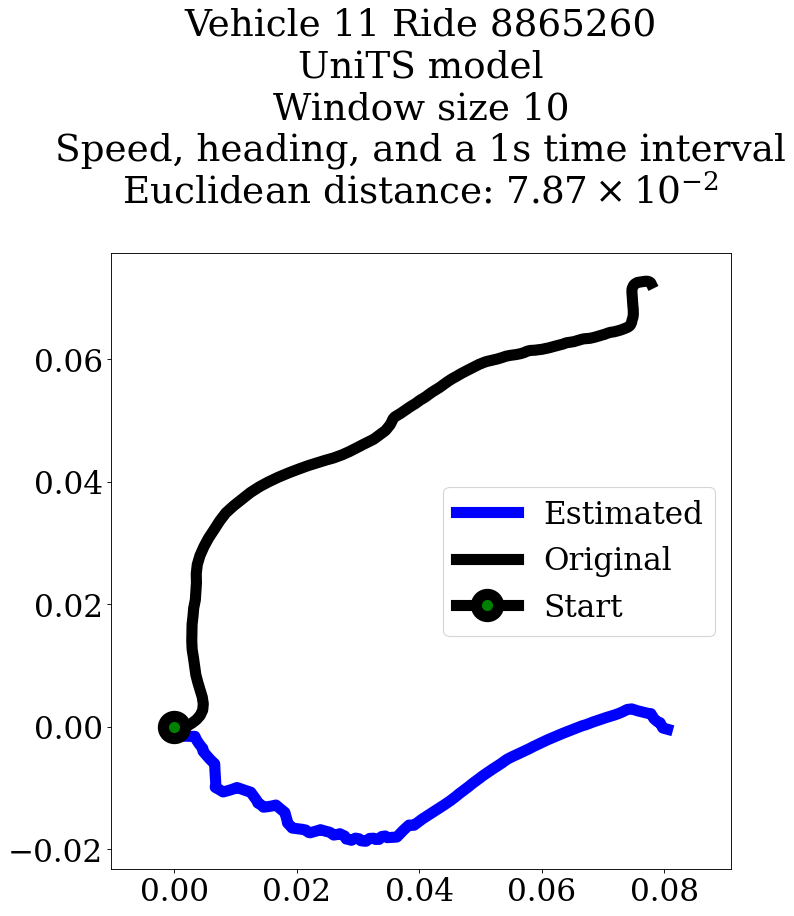 Vehicle 11 Ride 8865260
UniTS model
Window size 10
Speed, heading, and a 1s time interval
Euclidean distance: 7.87 × 10⁻²
0.06
0.04
Estimated
Original
0.02
Start
0.00
−0.02
0.00 0.02 0.04 0.06 0.08